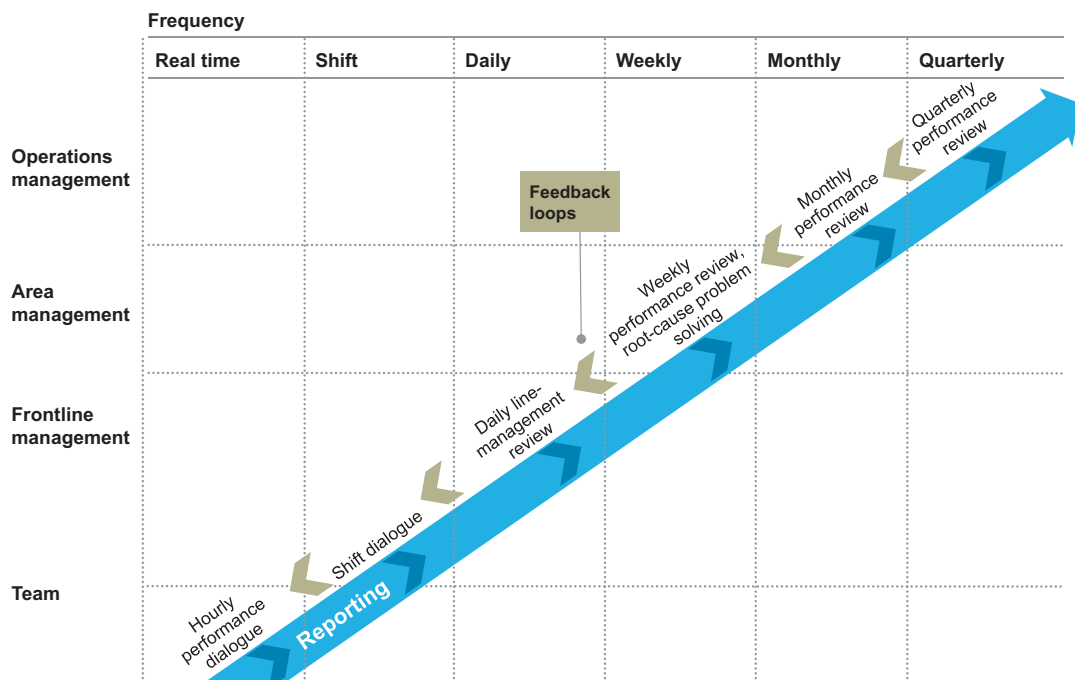 Frequency
Real time
Shift
Daily
Weekly
Monthly
Quarterly
Operations
management
Area
management
Frontline
management
Team
Feedback
loops
Hourly
performance
dialogue
Shift dialogue
Daily line-
management
review
Weekly
performance review,
root-cause problem
solving
Monthly
performance
review
Quarterly
performance
review
Reporting